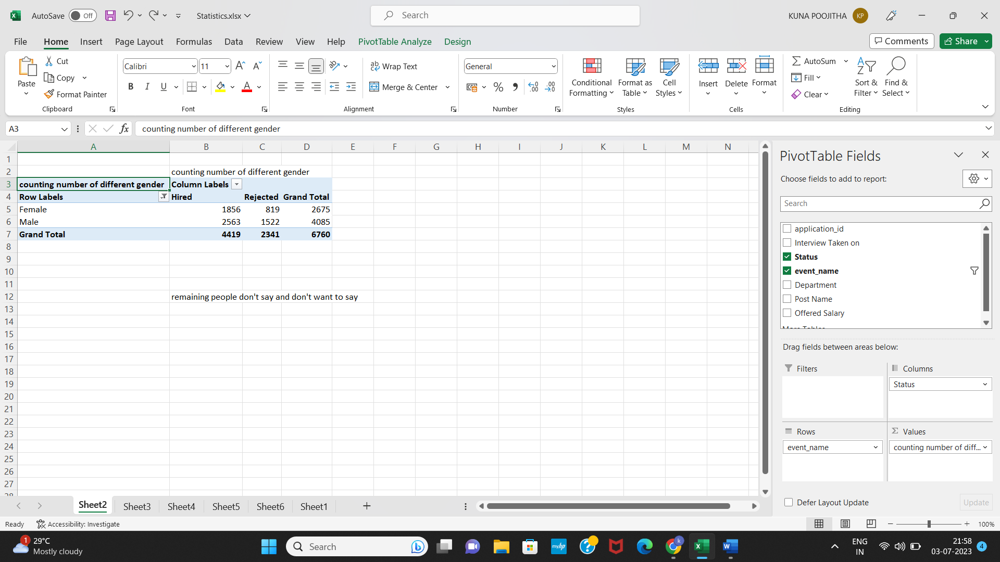 AutoSave Off Statistics.xlsx Search KUNA POOJITHA KP
File Home Insert Page Layout Formulas Data Review View Help PivotTable Analyze Design Comments Share
Paste Cut Copy Format Painter Clipboard
Calibri 11 B I U A Font
Wrap Text Merge & Center Alignment
General % Number
Conditional Formatting Format as Table Cell Styles Styles
Insert Delete Format Cells
AutoSum Fill Clear Sort & Filter Find & Select Editing
A3 fx counting number of different gender
A B C D E F G H I J K L M N
1
2 counting number of different gender
3 counting number of different gender Column Labels
4 Row Labels Hired Rejected Grand Total
5 Female 1856 819 2675
6 Male 2563 1522 4085
7 Grand Total 4419 2341 6760
8
9
10
11
12 remaining people don't say and don't want to say
13
14
15
16
17
18
19
20
21
22
23
24
25
26
27
28
PivotTable Fields
Choose fields to add to report:
Search
application_id
Interview Taken on
Status
event_name
Department
Post Name
Offered Salary
More Tables...
Drag fields between areas below:
Filters Columns
Status
Rows Values
event_name counting number of diff...
Defer Layout Update Update
Sheet2 Sheet3 Sheet4 Sheet5 Sheet6 Sheet1
Ready Accessibility: Investigate 100%
1 29°C
Mostly cloudy
Search
myhp
ENG
IN
21:58
03-07-2023 4